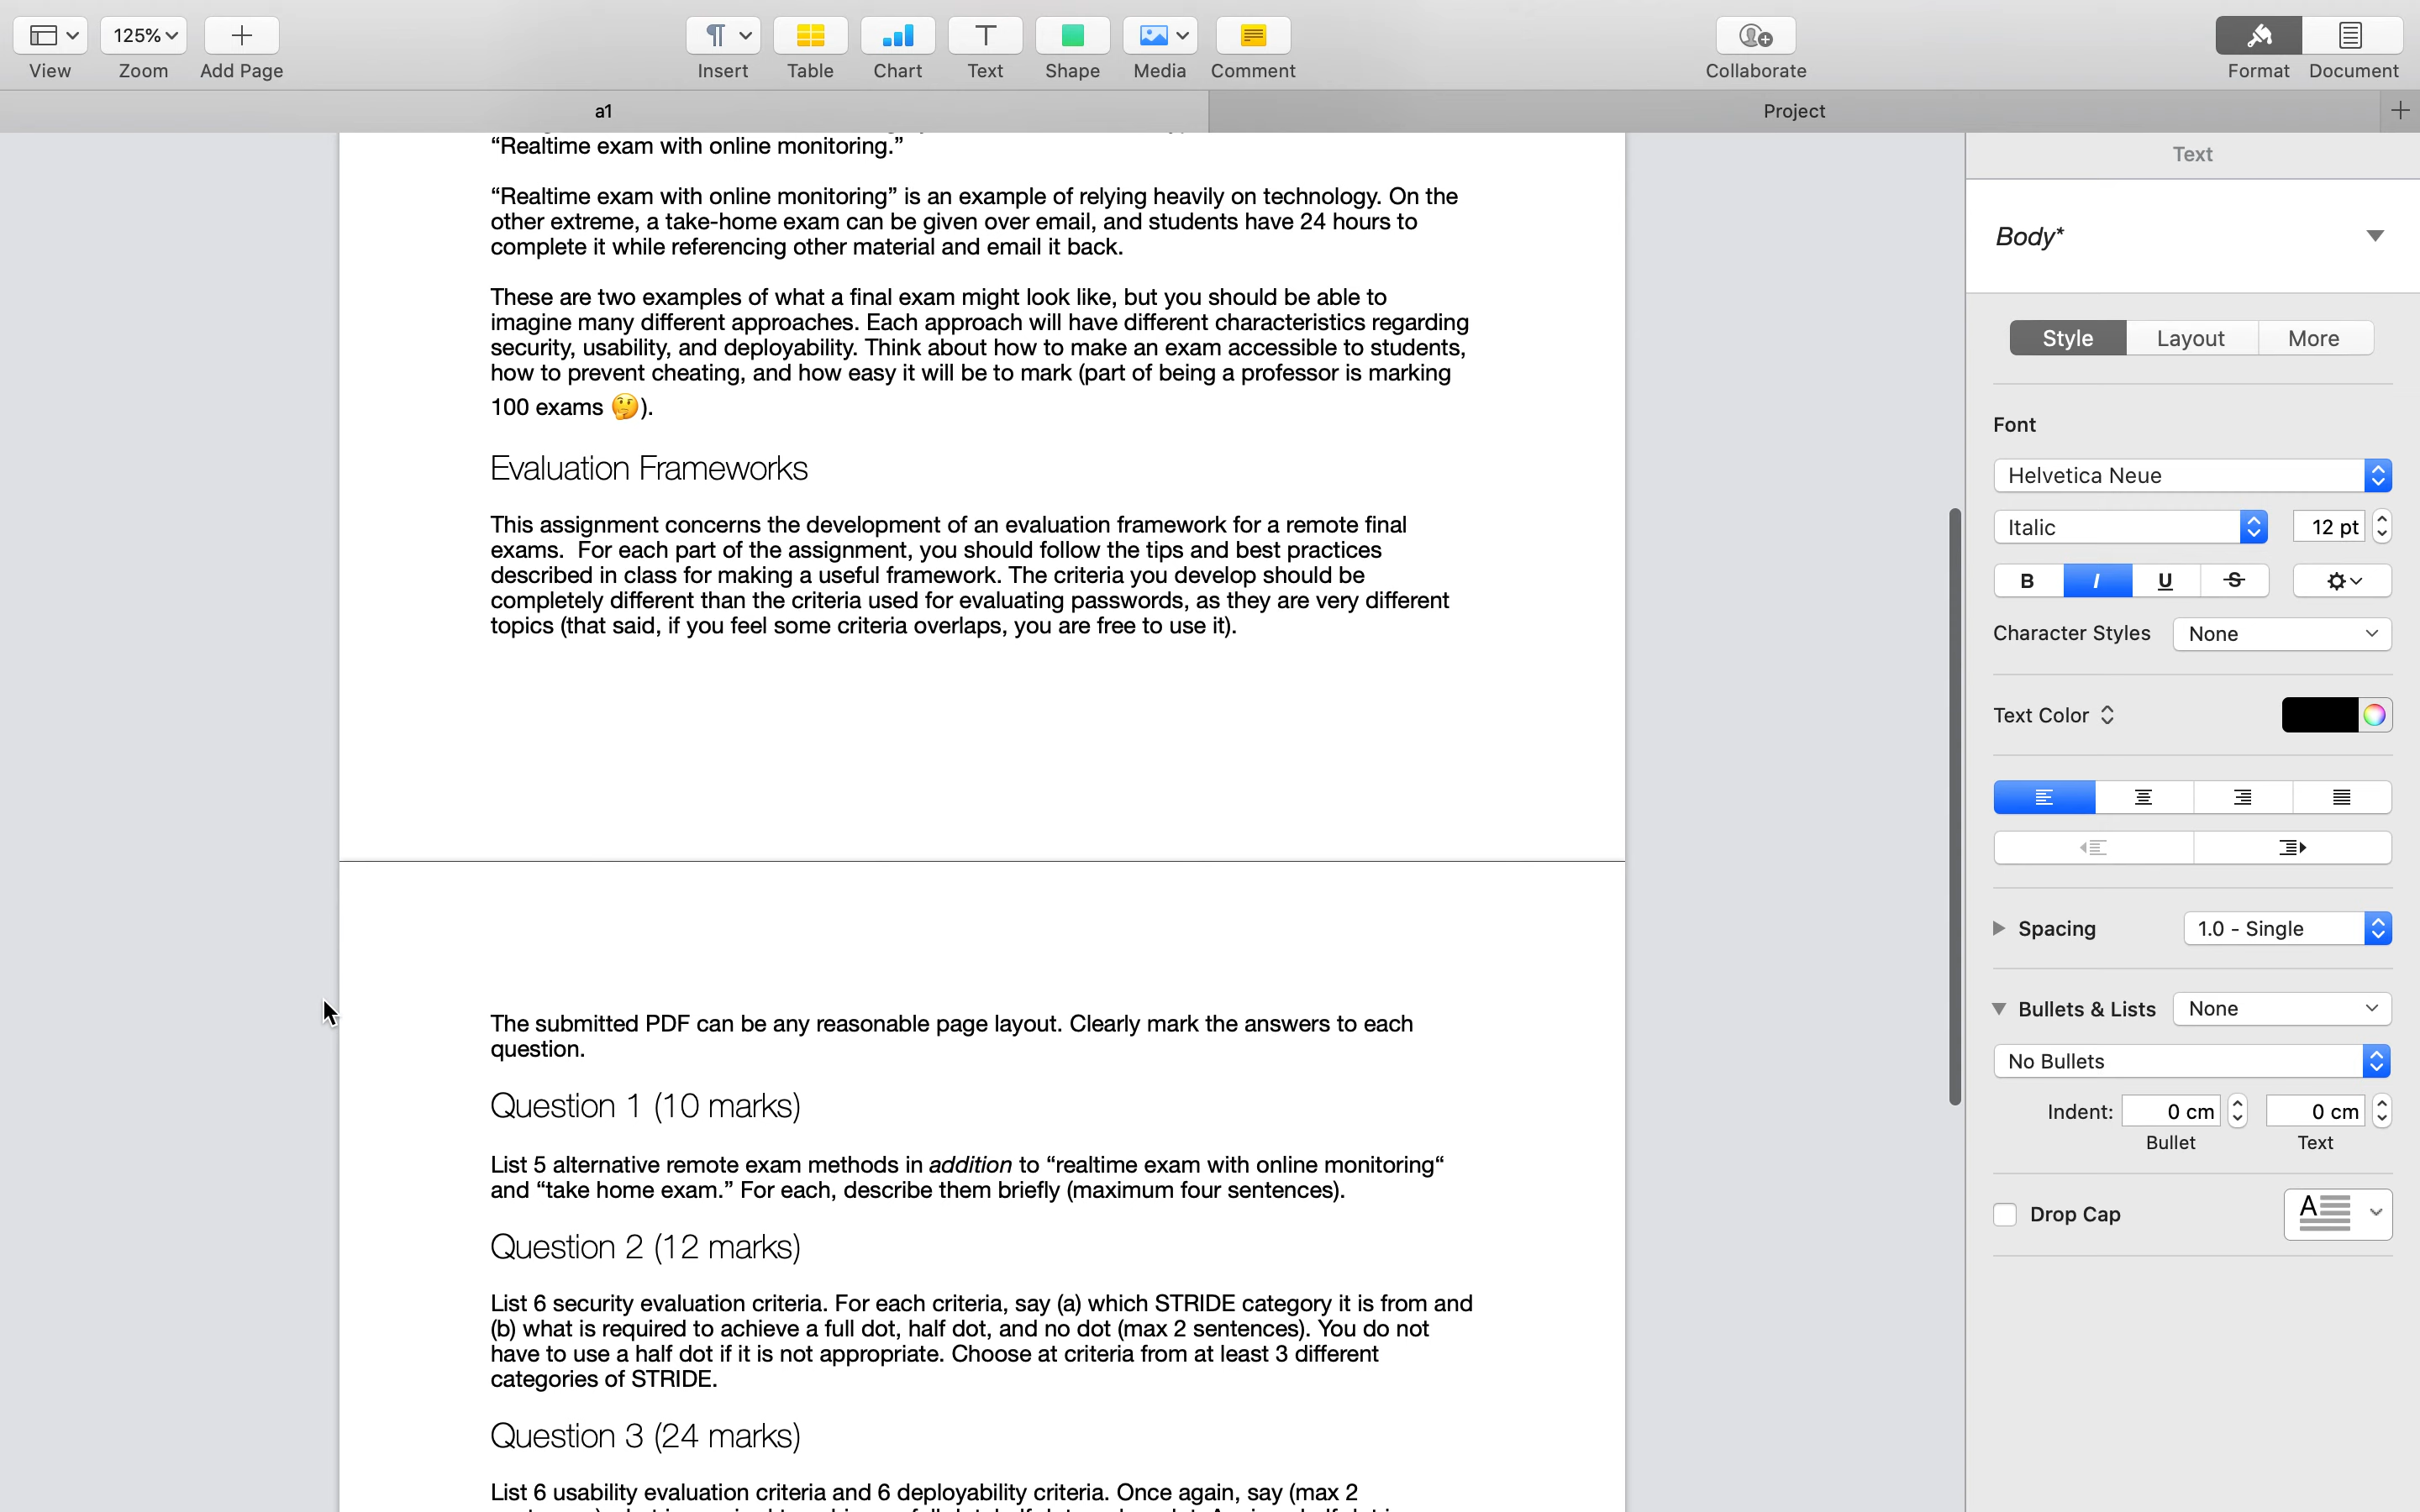 125%
View
Zoom
Add Page
Insert
Table
Chart
Text
Shape
Media
Comment
Collaborate
Format
Document
a1
Project
“Realtime exam with online monitoring.”
“Realtime exam with online monitoring” is an example of relying heavily on technology. On the
other extreme, a take-home exam can be given over email, and students have 24 hours to
complete it while referencing other material and email it back.
These are two examples of what a final exam might look like, but you should be able to
imagine many different approaches. Each approach will have different characteristics regarding
security, usability, and deployability. Think about how to make an exam accessible to students,
how to prevent cheating, and how easy it will be to mark (part of being a professor is marking
100 exams 🤔).
Evaluation Frameworks
This assignment concerns the development of an evaluation framework for a remote final
exams.  For each part of the assignment, you should follow the tips and best practices
described in class for making a useful framework. The criteria you develop should be
completely different than the criteria used for evaluating passwords, as they are very different
topics (that said, if you feel some criteria overlaps, you are free to use it).
The submitted PDF can be any reasonable page layout. Clearly mark the answers to each
question.
Question 1 (10 marks)
List 5 alternative remote exam methods in addition to “realtime exam with online monitoring“
and “take home exam.” For each, describe them briefly (maximum four sentences).
Question 2 (12 marks)
List 6 security evaluation criteria. For each criteria, say (a) which STRIDE category it is from and
(b) what is required to achieve a full dot, half dot, and no dot (max 2 sentences). You do not
have to use a half dot if it is not appropriate. Choose at criteria from at least 3 different
categories of STRIDE.
Question 3 (24 marks)
List 6 usability evaluation criteria and 6 deployability criteria. Once again, say (max 2
Text
Body*
Style
Layout
More
Font
Helvetica Neue
Italic
12 pt
B
I
U
S
Character Styles
None
Text Color
Spacing
1.0 - Single
Bullets & Lists
None
No Bullets
Indent:
0 cm
0 cm
Bullet
Text
Drop Cap
A